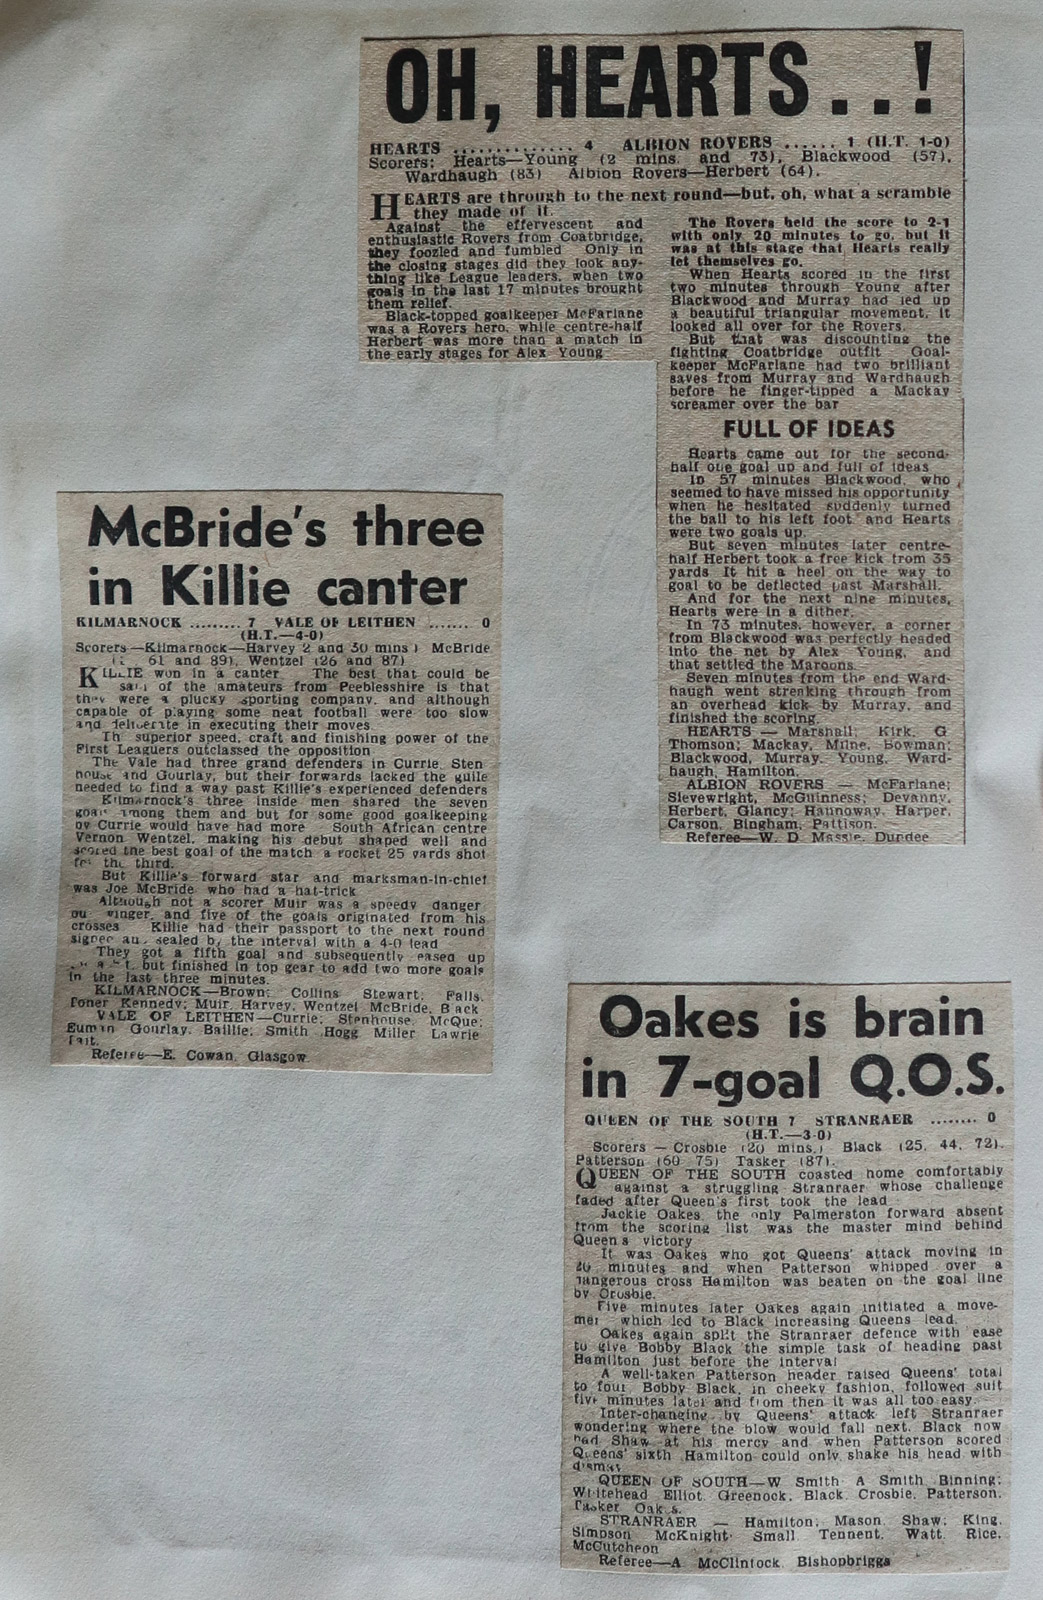 OH, HEARTS . . !
HEARTS .............. 4 ALBION ROVERS ...... 1 (H.T. 1-0)
Scorers: Hearts—Young (2 mins. and 73), Blackwood (57),
Wardhaugh (83) Albion Rovers—Herbert (64).
HEARTS are through to the next round—but, oh, what a scramble
they made of it.
Against the effervescent and
enthusiastic Rovers from Coatbridge,
they foozled and fumbled Only in
the closing stages did they look any-
thing like League leaders, when two
goals in the last 17 minutes brought
them relief.
Black-topped goalkeeper McFarlane
was a Rovers hero, while centre-half
Herbert was more than a match in
the early stages for Alex Young
The Rovers held the score to 2-1
with only 20 minutes to go, but it
was at this stage that Hearts really
let themselves go.
When Hearts scored in the first
two minutes through Young after
Blackwood and Murray had led up
a beautiful triangular movement, it
looked all over for the Rovers.
But that was discounting the
fighting Coatbridge outfit Goal-
keeper McFarlane had two brilliant
saves from Murray and Wardhaugh
before he finger-tipped a Mackay
screamer over the bar
FULL OF IDEAS
Hearts came out for the second-
half one goal up and full of ideas
In 57 minutes Blackwood, who
seemed to have missed his opportunity
when he hesitated suddenly turned
the ball to his left foot and Hearts
were two goals up.
But seven minutes later centre-
half Herbert took a free kick from 35
yards It hit a heel on the way to
goal to be deflected past Marshall.
And for the next nine minutes,
Hearts were in a dither.
In 73 minutes, however, a corner
from Blackwood was perfectly headed
into the net by Alex Young, and
that settled the Maroons.
Seven minutes from the end Ward-
haugh went streaking through from
an overhead kick by Murray, and
finished the scoring.
HEARTS — Marshall; Kirk, G
Thomson; Mackay, Milne, Bowman;
Blackwood, Murray, Young, Ward-
haugh, Hamilton.
ALBION ROVERS — McFarlane;
Sievewright, McGuinness; Devanny,
Herbert, Glancy; Hannoway, Harper,
Carson, Bingham, Pattison.
Referee—W. D. Massie, Dundee
McBride's three
in Killie canter
KILMARNOCK ......... 7 VALE OF LEITHEN ....... 0
(H.T.—4-0)
Scorers—Kilmarnock—Harvey 2 and 30 mins) McBride
61 and 89), Wentzel (26 and 87)
KILLIE won in a canter. The best that could be
said of the amateurs from Peeblesshire is that
they were a plucky sporting company, and although
capable of playing some neat football were too slow
and deliberate in executing their moves
Th superior speed, craft and finishing power of the
First Leaguers outclassed the opposition
The Vale had three grand defenders in Currie, Sten
house and Gourlay, but their forwards lacked the guile
needed to find a way past Killie's experienced defenders
Kilmarnock's three inside men shared the seven
goals among them and but for some good goalkeeping
by Currie would have had more South African centre
Vernon Wentzel, making his debut shaped well and
scored the best goal of the match a rocket 25 yards shot
for the third.
But Killie's forward star and marksman-in-chief
was Joe McBride who had a hat-trick
Although not a scorer Muir was a speedy danger
ou winger, and five of the goals originated from his
crosses Killie had their passport to the next round
signed and sealed by the interval with a 4-0 lead
They got a fifth goal and subsequently eased up
but finished in top gear to add two more goals
in the last three minutes.
KILMARNOCK—Brown; Collins Stewart; Falls.
Toner Kennedy; Muir, Harvey, Wentzel McBride, Black
VALE OF LEITHEN—Currie; Stenhouse, McQue;
Euman Gourlay, Baillie; Smith Hogg Miller Lawrie
Tait.
Referee—E. Cowan, Glasgow.
Oakes is brain
in 7-goal Q.O.S.
QUEEN OF THE SOUTH 7 STRANRAER ........ 0
(H.T.—3-0)
Scorers — Crosbie (20 mins.) Black (25, 44, 72),
Patterson (60 75) Tasker (87).
QUEEN OF THE SOUTH coasted home comfortably
against a struggling Stranraer whose challenge
faded after Queen's first took the lead
Jackie Oakes, the only Palmerston forward absent
from the scoring list was the master mind behind
Queen s victory
It was Oakes who got Queens' attack moving in
20 minutes and when Patterson whipped over a
dangerous cross Hamilton was beaten on the goal line
by Crosbie.
Five minutes later Oakes again initiated a move-
ment which led to Black increasing Queens lead.
Oakes again split the Stranraer defence with ease
to give Bobby Black the simple task of heading past
Hamilton just before the interval
A well-taken Patterson header raised Queens' total
to four, Bobby Black, in cheeky fashion, followed suit
five minutes later and from then it was all too easy.
Inter-changing by Queens' attack left Stranraer
wondering where the blow would fall next. Black now
had Shaw at his mercy and when Patterson scored
Queens' sixth Hamilton could only shake his head with
dismay
QUEEN OF SOUTH—W Smith A Smith Binning;
Whitehead Elliot Greenock, Black Crosbie, Patterson,
Tasker Oakes.
STRANRAER — Hamilton; Mason, Shaw; King,
Simpson McKnight; Small Tennent, Watt, Rice,
McCutcheon
Referee—A McClintock, Bishopbriggs